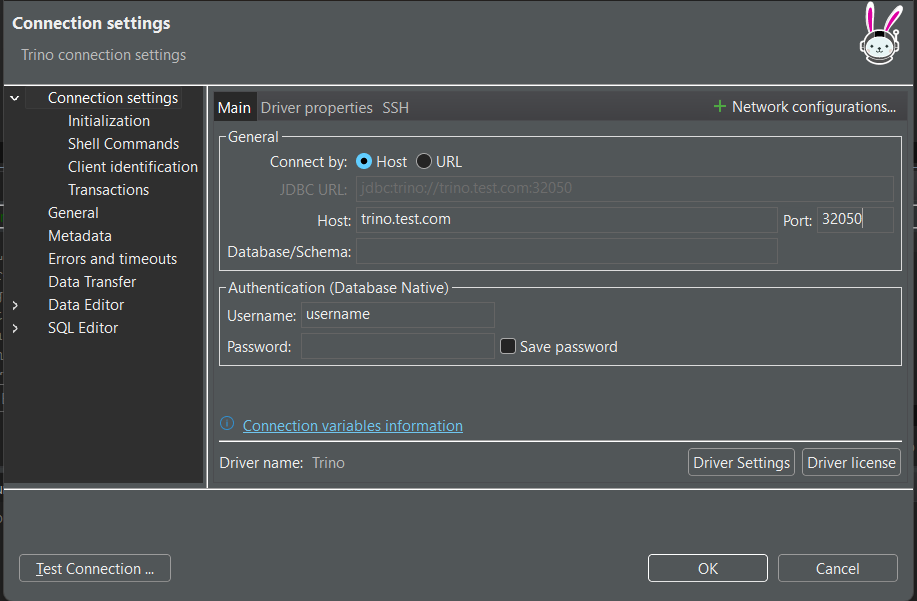 Connection settings
Trino connection settings
Connection settings
Initialization
Shell Commands
Client identification
Transactions
General
Metadata
Errors and timeouts
Data Transfer
Data Editor
SQL Editor
Main Driver properties SSH + Network configurations...
General
Connect by: Host URL
JDBC URL: jdbc:trino://trino.test.com:32050
Host: trino.test.com Port: 32050
Database/Schema:
Authentication (Database Native)
Username: username
Password: Save password
Connection variables information
Driver name: Trino Driver Settings Driver license
Test Connection ... OK Cancel